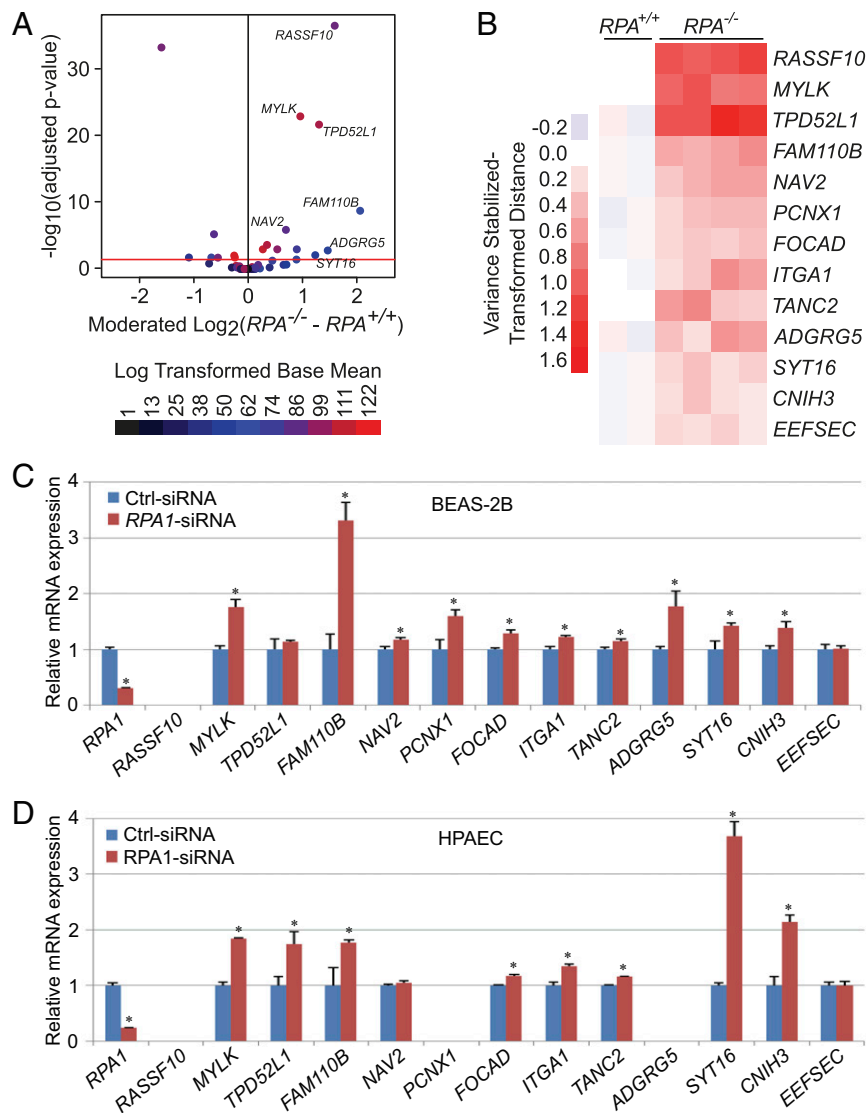 A
-log10(adjusted p-value)
30
20
10
0
RASSF10
MYLK
TPD52L1
FAM110B
NAV2
ADGRG5
SYT16
-2
-1
0
1
2
Moderated Log2(RPA-/- - RPA+/+)
Log Transformed Base Mean
1
13
25
38
50
62
74
86
99
111
122
B
RPA+/+
RPA-/-
Variance Stabilized-
Transformed Distance
-0.2
0.0
0.2
0.4
0.6
0.8
1.0
1.2
1.4
1.6
RASSF10
MYLK
TPD52L1
FAM110B
NAV2
PCNX1
FOCAD
ITGA1
TANC2
ADGRG5
SYT16
CNIH3
EEFSEC
C
Relative mRNA expression
4
3
2
1
0
Ctrl-siRNA
RPA1-siRNA
BEAS-2B
* * * * * * * * * * *
RPA1
RASSF10
MYLK
TPD52L1
FAM110B
NAV2
PCNX1
FOCAD
ITGA1
TANC2
ADGRG5
SYT16
CNIH3
EEFSEC
D
Relative mRNA expression
4
3
2
1
0
Ctrl-siRNA
RPA1-siRNA
HPAEC
* * * * * * * * *
RPA1
RASSF10
MYLK
TPD52L1
FAM110B
NAV2
PCNX1
FOCAD
ITGA1
TANC2
ADGRG5
SYT16
CNIH3
EEFSEC